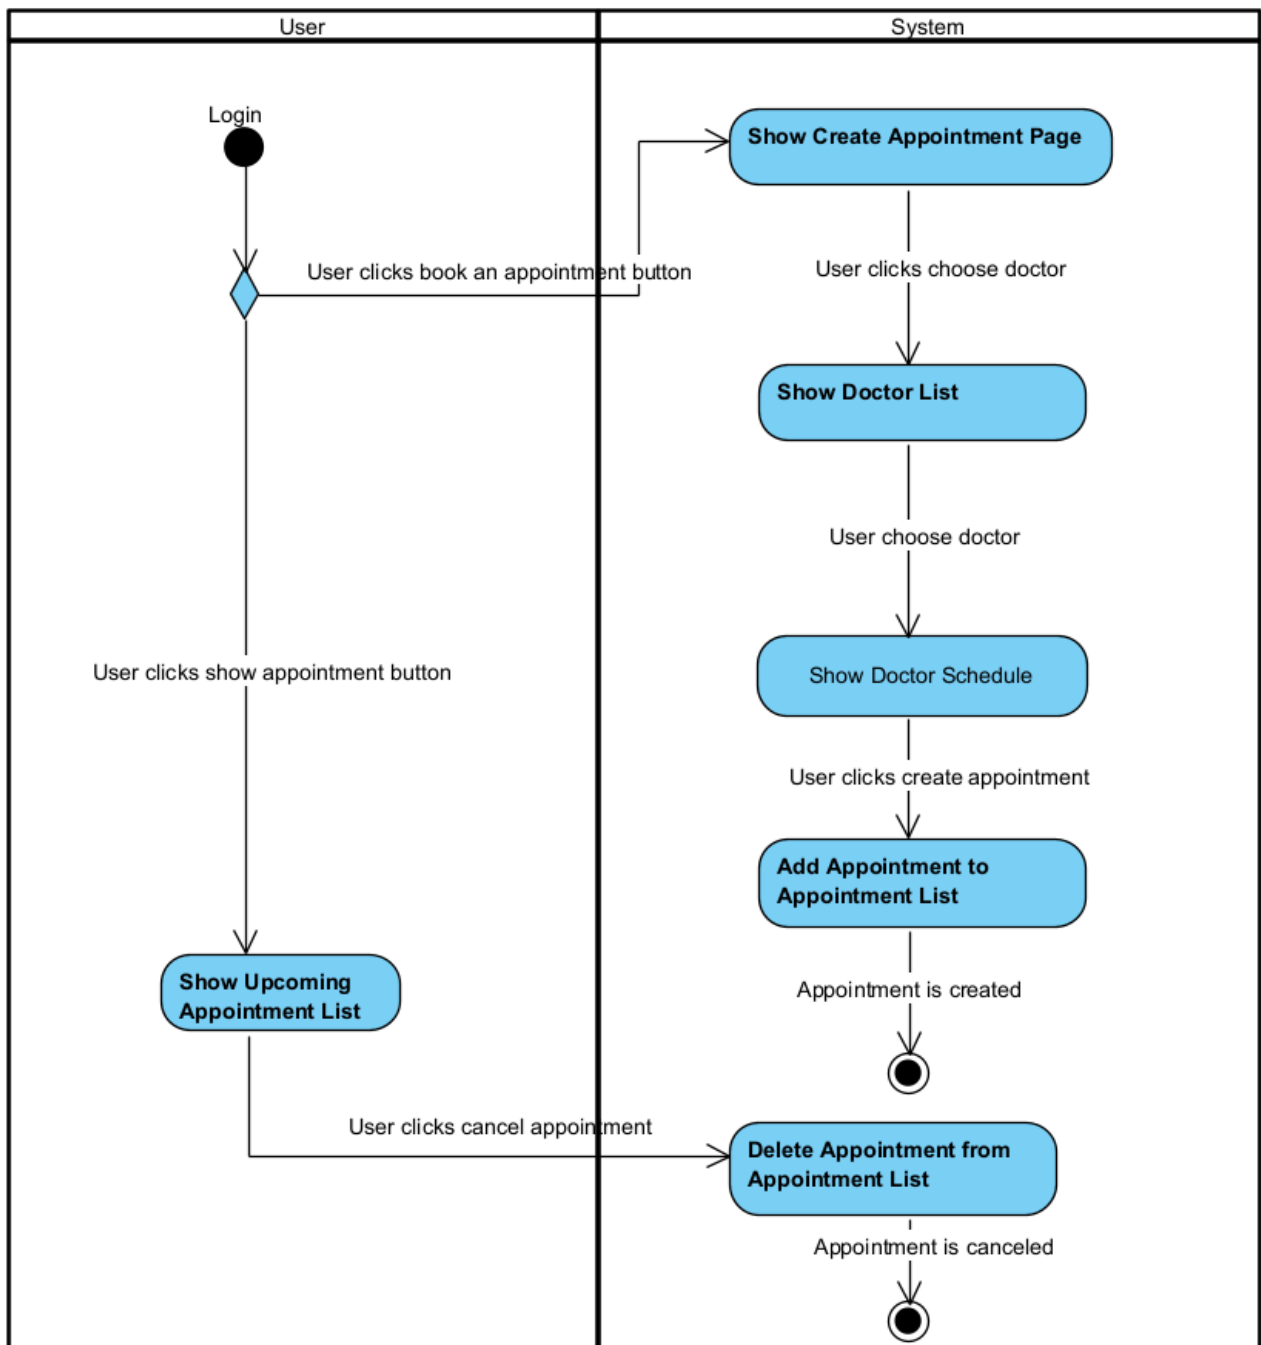 User
System
Login
Show Create Appointment Page
User clicks book an appointment button
User clicks choose doctor
Show Doctor List
User choose doctor
User clicks show appointment button
Show Doctor Schedule
User clicks create appointment
Add Appointment to
Appointment List
Show Upcoming
Appointment List
Appointment is created
User clicks cancel appointment
Delete Appointment from
Appointment List
Appointment is canceled